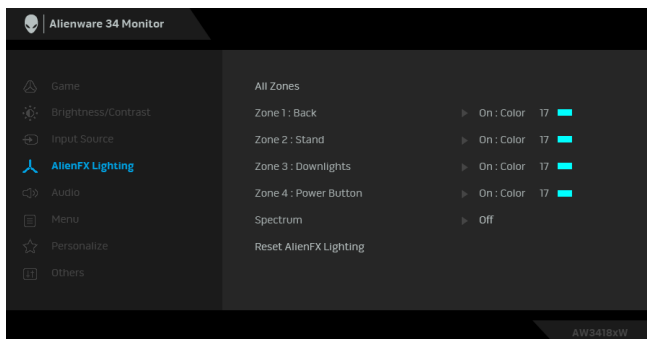 Alienware 34 Monitor
Game
Brightness/Contrast
Input Source
AlienFX Lighting
Audio
Menu
Personalize
Others
All Zones
Zone 1 : Back On : Color 17
Zone 2 : Stand On : Color 17
Zone 3 : Downlights On : Color 17
Zone 4 : Power Button On : Color 17
Spectrum Off
Reset AlienFX Lighting
AW3418xW